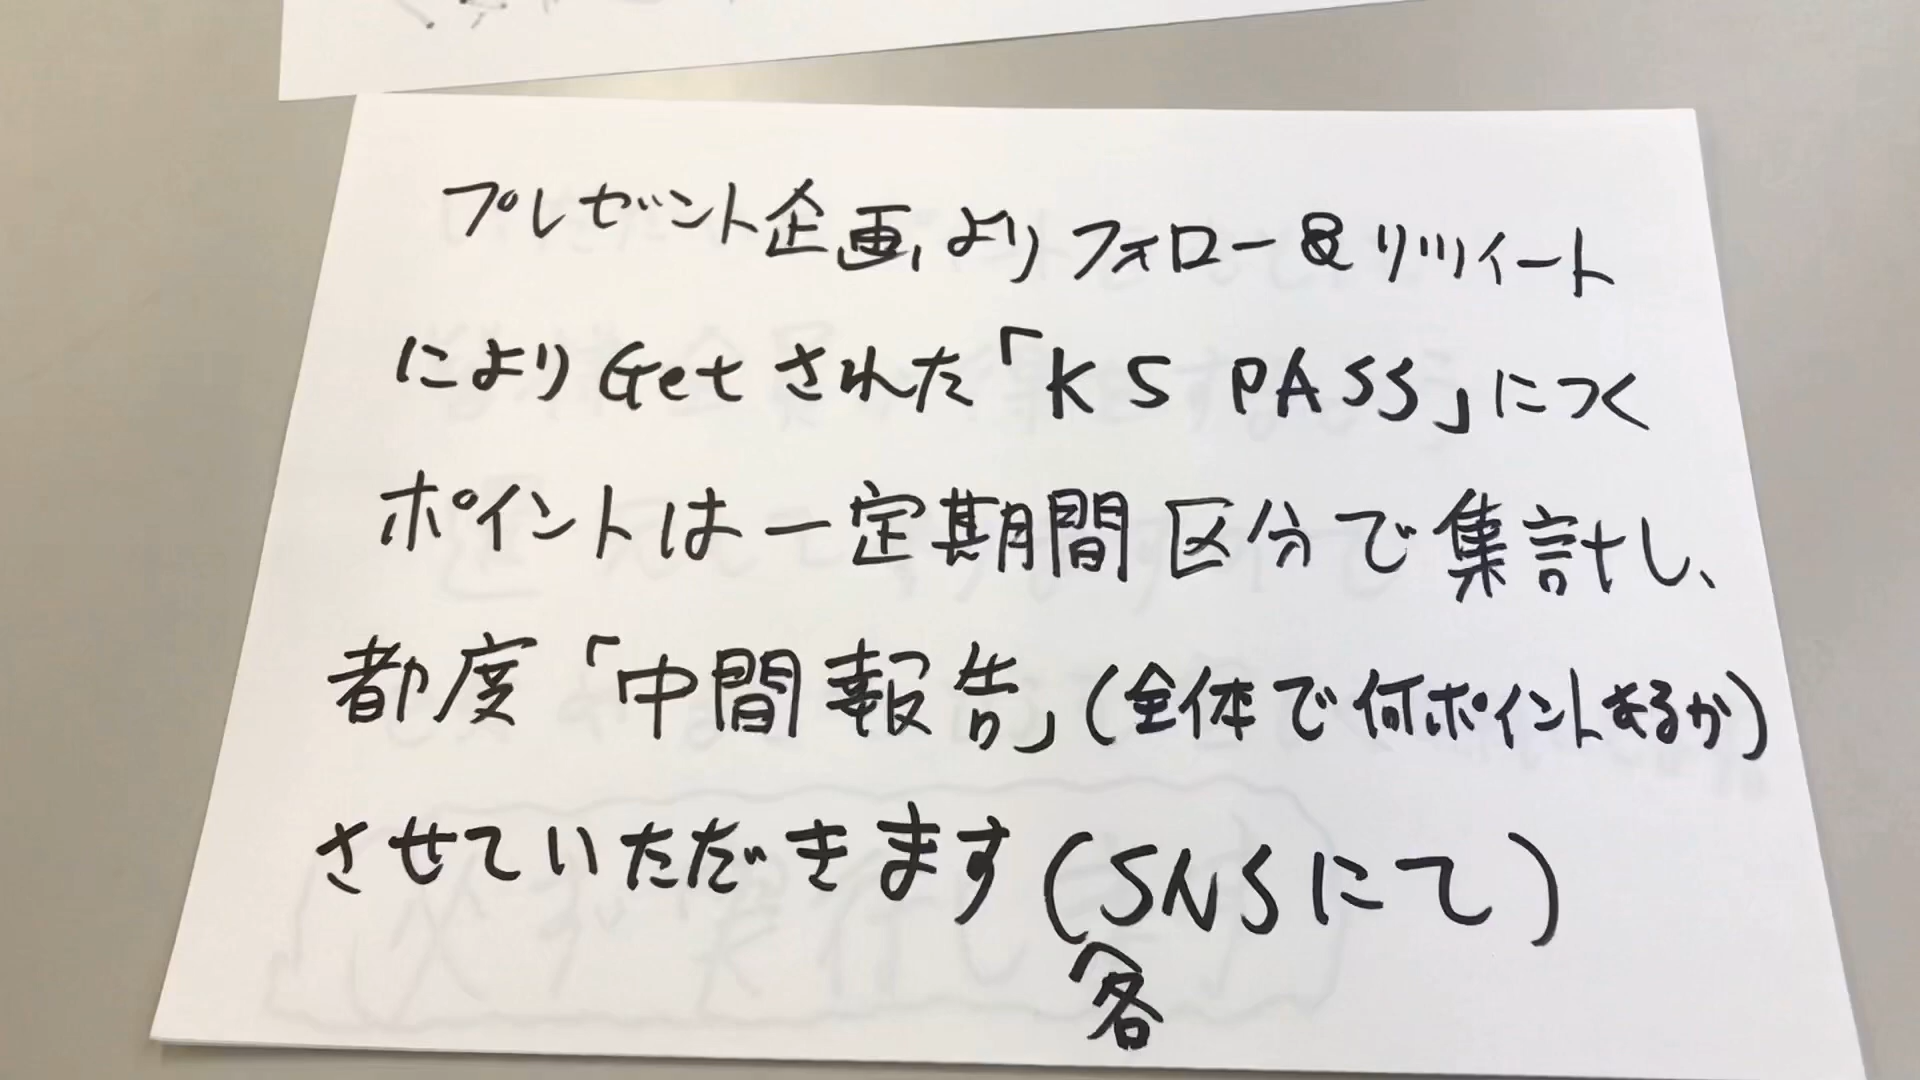 プレゼント企画,よりフォロー&リツイート
によりGetされた「KS PASS」につく
ポイントは一定期間区分で集計し、
都度「中間報告」(全体で何ポイントあるか)
させていただきます(SNSにて)
各